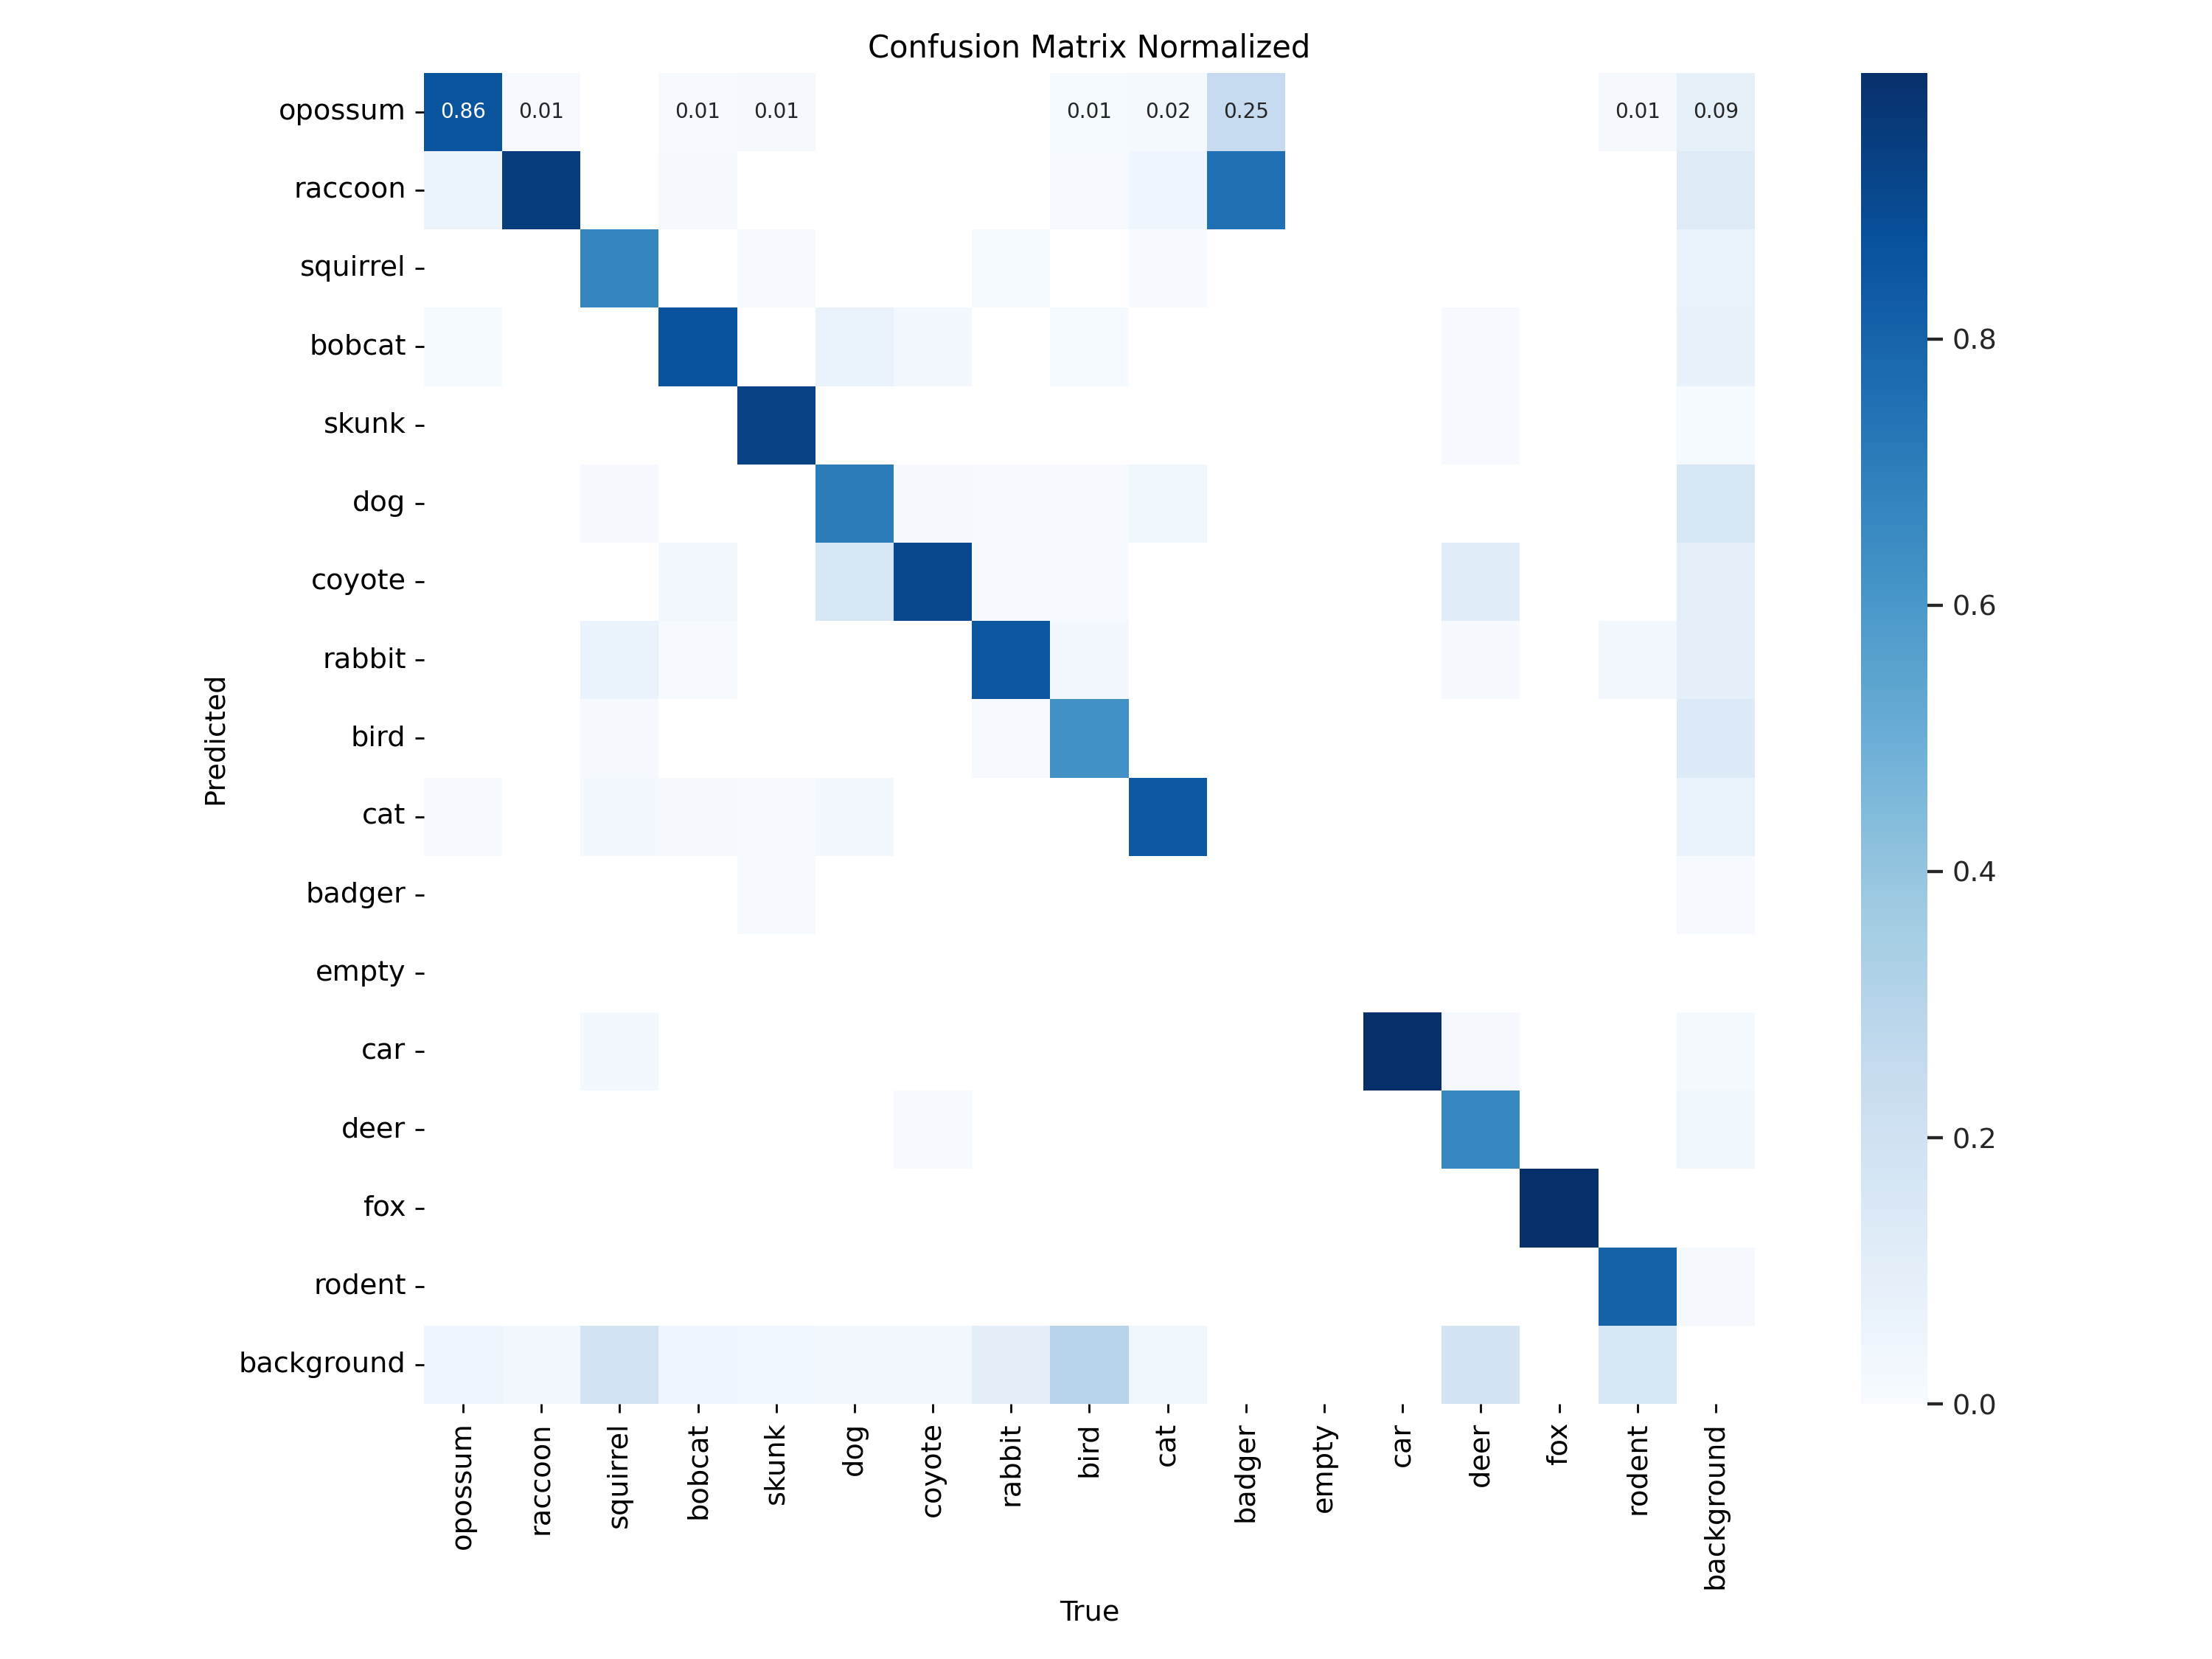 Confusion Matrix Normalized
opossum
0.86 0.01 0.01 0.01 0.01 0.02 0.25 0.01 0.09
raccoon
squirrel
bobcat
skunk
dog
coyote
rabbit
bird
cat
badger
empty
car
deer
fox
rodent
background
Predicted
opossum
raccoon
squirrel
bobcat
skunk
dog
coyote
rabbit
bird
cat
badger
empty
car
deer
fox
rodent
background
True
0.8
0.6
0.4
0.2
0.0